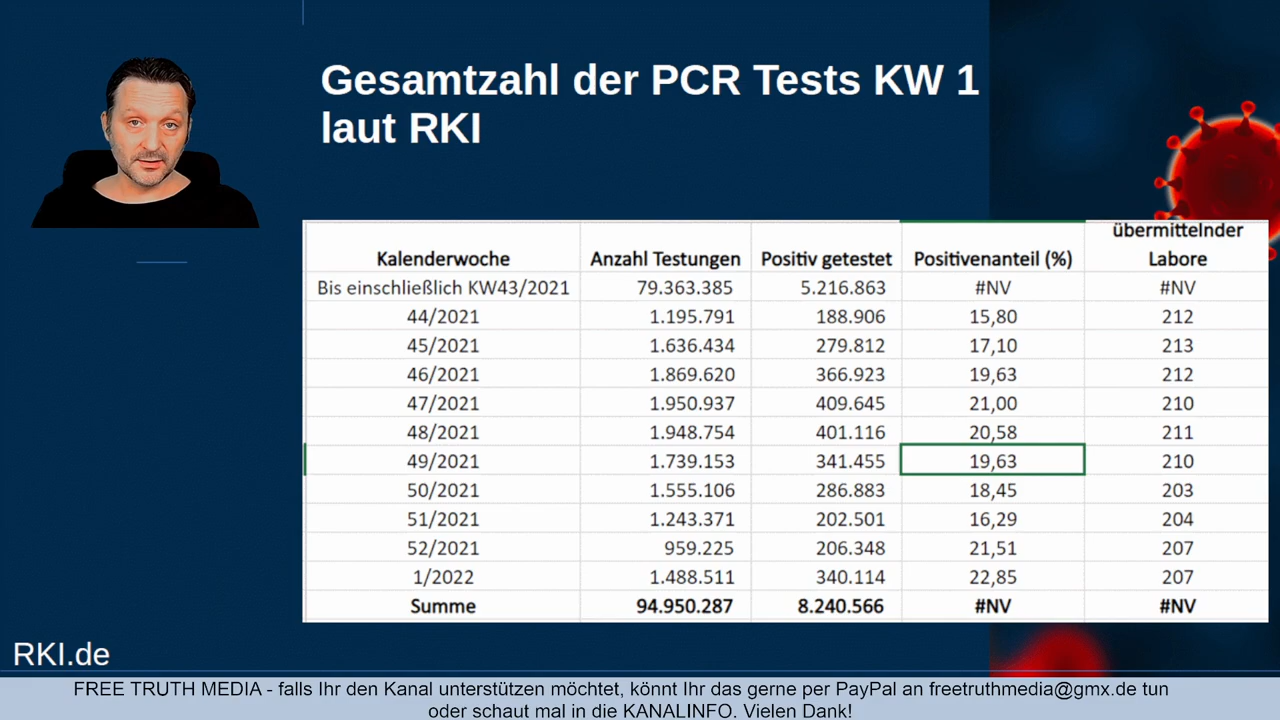 Gesamtzahl der PCR Tests KW 1
laut RKI
Kalenderwoche Anzahl Testungen Positiv getestet Positivenanteil (%) übermittelnder Labore
Bis einschließlich KW43/2021 79.363.385 5.216.863 #NV #NV
44/2021 1.195.791 188.906 15,80 212
45/2021 1.636.434 279.812 17,10 213
46/2021 1.869.620 366.923 19,63 212
47/2021 1.950.937 409.645 21,00 210
48/2021 1.948.754 401.116 20,58 211
49/2021 1.739.153 341.455 19,63 210
50/2021 1.555.106 286.883 18,45 203
51/2021 1.243.371 202.501 16,29 204
52/2021 959.225 206.348 21,51 207
1/2022 1.488.511 340.114 22,85 207
Summe 94.950.287 8.240.566 #NV #NV
RKI.de
FREE TRUTH MEDIA - falls Ihr den Kanal unterstützen möchtet, könnt Ihr das gerne per PayPal an freetruthmedia@gmx.de tun
oder schaut mal in die KANALINFO. Vielen Dank!